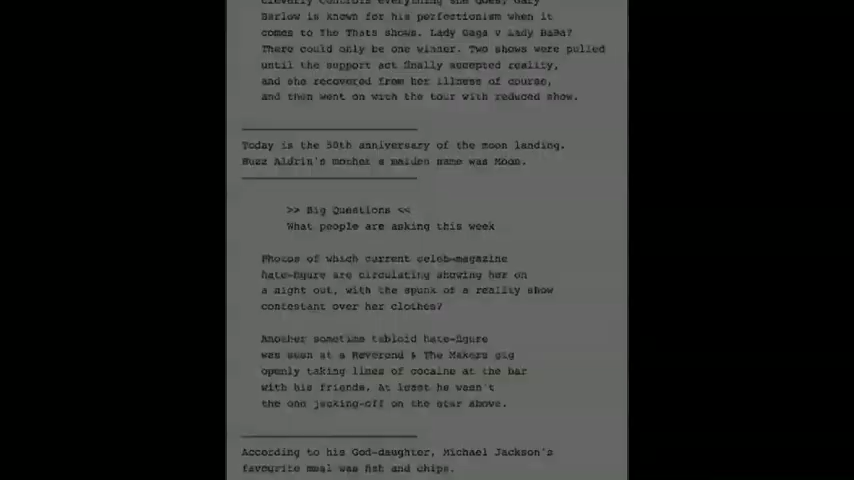 cleverly controls everything she does, Gary
Barlow is known for his perfectionism when it
comes to The Thats shows. Lady Gaga v Lady BaBa?
There could only be one winner. Two shows were pulled
until the support act finally accepted reality,
and she recovered from her illness of course,
and then went on with the tour with reduced show.
Today is the 30th anniversary of the moon landing.
Buzz Aldrin's mother's maiden name was Moon.
>> Big Questions <<
What people are asking this week
Photos of which current celeb-magazine
hate-figure are circulating showing her on
a night out, with the spunk of a reality show
contestant over her clothes?
Another sometime tabloid hate-figure
was seen at a Reverend & The Makers gig
openly taking lines of cocaine at the bar
with his friends. At least he wasn't
the one jacking-off on the star above.
According to his God-daughter, Michael Jackson's
favourite meal was fish and chips.